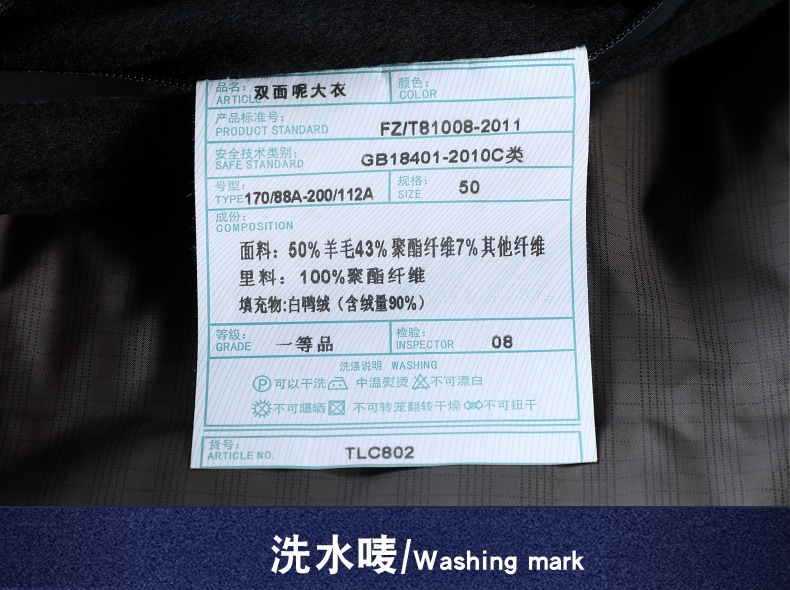 品名: 双面呢大衣 颜色:
ARTICLE COLOR
产品标准号:
PRODUCT STANDARD FZ/T81008-2011
安全技术类别:
SAFE STANDARD GB18401-2010C类
号型: 规格:
TYPE 170/88A-200/112A SIZE 50
成份:
COMPOSITION
面料: 50%羊毛43%聚酯纤维7%其他纤维
里料: 100%聚酯纤维
填充物:白鸭绒（含绒量90%）
等级: 检验:
GRADE 一等品 INSPECTOR 08
洗涤说明 WASHING
Ⓟ可以干洗 中温熨烫 不可漂白
不可曝晒 不可转笼翻转干燥 不可扭干
货号:
ARTICLE NO. TLC802
洗水唛/Washing mark